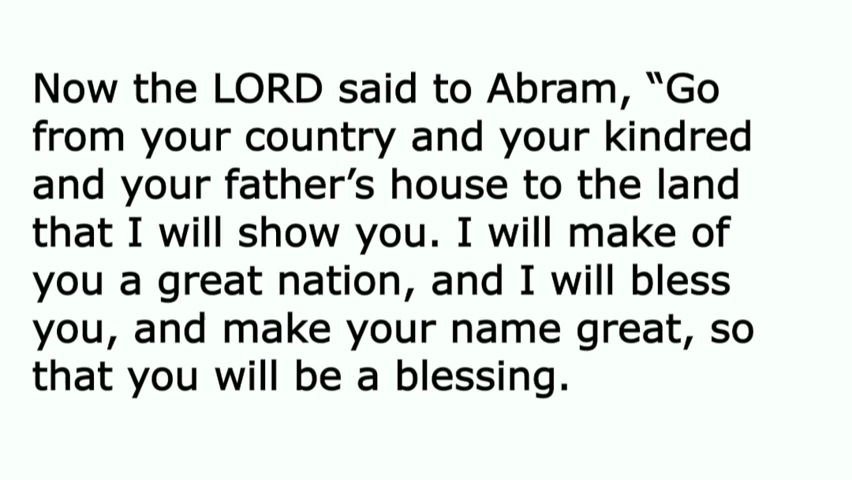 Now the LORD said to Abram, “Go
from your country and your kindred
and your father’s house to the land
that I will show you. I will make of
you a great nation, and I will bless
you, and make your name great, so
that you will be a blessing.